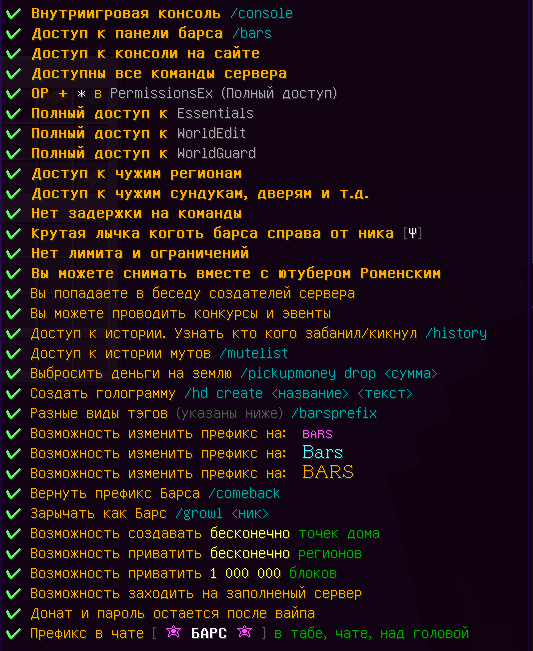 ✔ Внутриигровая консоль /console
✔ Доступ к панели барса /bars
✔ Доступ к консоли на сайте
✔ Доступны все команды сервера
✔ OP + * в PermissionsEx (Полный доступ)
✔ Полный доступ к Essentials
✔ Полный доступ к WorldEdit
✔ Полный доступ к WorldGuard
✔ Доступ к чужим регионам
✔ Доступ к чужим сундукам, дверям и т.д.
✔ Нет задержки на команды
✔ Крутая лычка коготь барса справа от ника [Ψ]
✔ Нет лимита и ограничений
✔ Вы можете снимать вместе с ютубером Роменским
✔ Вы попадаете в беседу создателей сервера
✔ Вы можете проводить конкурсы и эвенты
✔ Доступ к истории. Узнать кто кого забанил/кикнул /history
✔ Доступ к истории мутов /mutelist
✔ Выбросить деньги на землю /pickupmoney drop <сумма>
✔ Создать голограмму /hd create <название> <текст>
✔ Разные виды тэгов (указаны ниже) /barsprefix
✔ Возможность изменить префикс на: ʙᴀʀs
✔ Возможность изменить префикс на: Bars
✔ Возможность изменить префикс на: BARS
✔ Вернуть префикс Барса /comeback
✔ Зарычать как Барс /growl <ник>
✔ Возможность создавать бесконечно точек дома
✔ Возможность приватить бесконечно регионов
✔ Возможность приватить 1 000 000 блоков
✔ Возможность заходить на заполненый сервер
✔ Донат и пароль остается после вайпа
✔ Префикс в чате [ ✯ БАРС ✯ ] в табе, чате, над головой